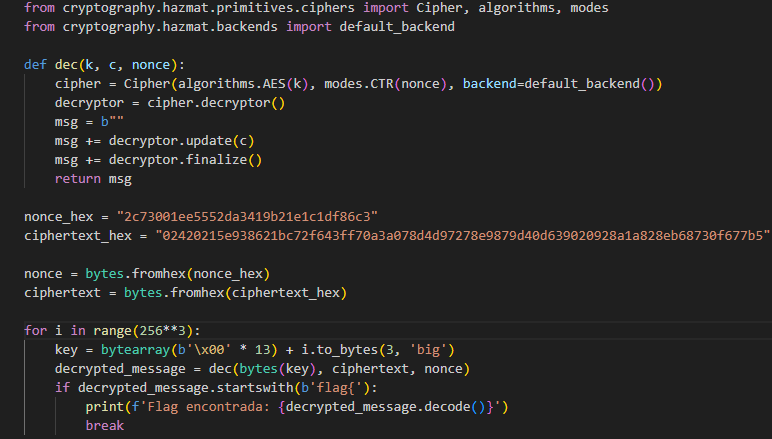 from cryptography.hazmat.primitives.ciphers import Cipher, algorithms, modes
from cryptography.hazmat.backends import default_backend

def dec(k, c, nonce):
    cipher = Cipher(algorithms.AES(k), modes.CTR(nonce), backend=default_backend())
    decryptor = cipher.decryptor()
    msg = b""
    msg += decryptor.update(c)
    msg += decryptor.finalize()
    return msg

nonce_hex = "2c73001ee5552da3419b21e1c1df86c3"
ciphertext_hex = "02420215e938621bc72f643ff70a3a078d4d97278e9879d40d639020928a1a828eb68730f677b5"

nonce = bytes.fromhex(nonce_hex)
ciphertext = bytes.fromhex(ciphertext_hex)

for i in range(256**3):
    key = bytearray(b'\x00' * 13) + i.to_bytes(3, 'big')
    decrypted_message = dec(bytes(key), ciphertext, nonce)
    if decrypted_message.startswith(b'flag{'):
        print(f'Flag encontrada: {decrypted_message.decode()}')
        break